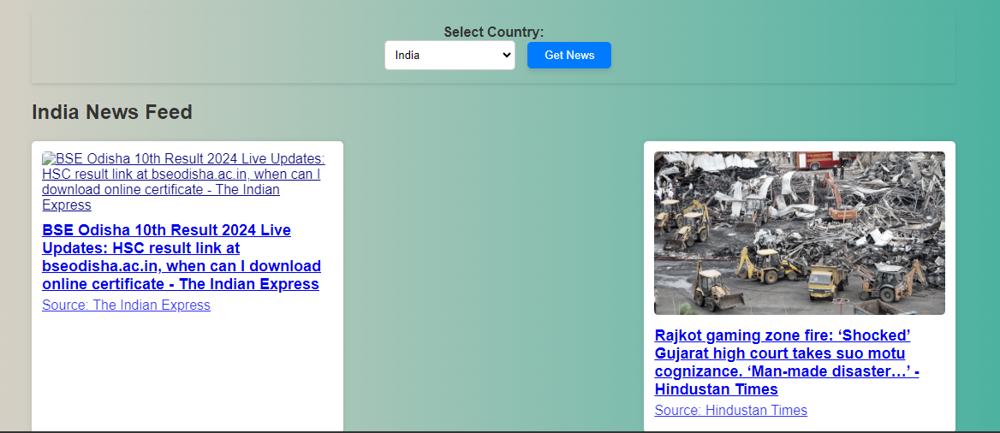 Select Country:
India
Get News
India News Feed
BSE Odisha 10th Result 2024 Live Updates:
HSC result link at bseodisha.ac.in, when can I
download online certificate - The Indian
Express
BSE Odisha 10th Result 2024 Live
Updates: HSC result link at
bseodisha.ac.in, when can I download
online certificate - The Indian Express
Source: The Indian Express
Rajkot gaming zone fire: ‘Shocked’
Gujarat high court takes suo motu
cognizance. ‘Man-made disaster…’ -
Hindustan Times
Source: Hindustan Times